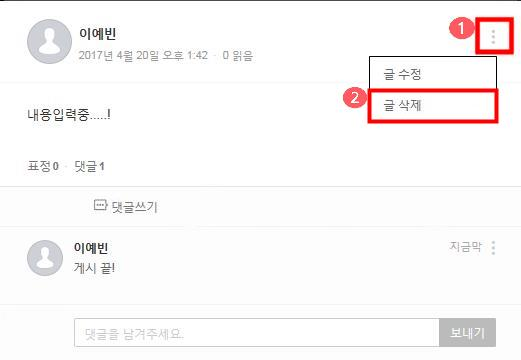 이예빈
1
2017년 4월 20일 오후 1:42 · 0 읽음
글 수정
2 글 삭제
내용입력중.....!
표정 0 · 댓글 1
댓글쓰기
이예빈
지금막
게시 끝!
댓글을 남겨주세요.
보내기